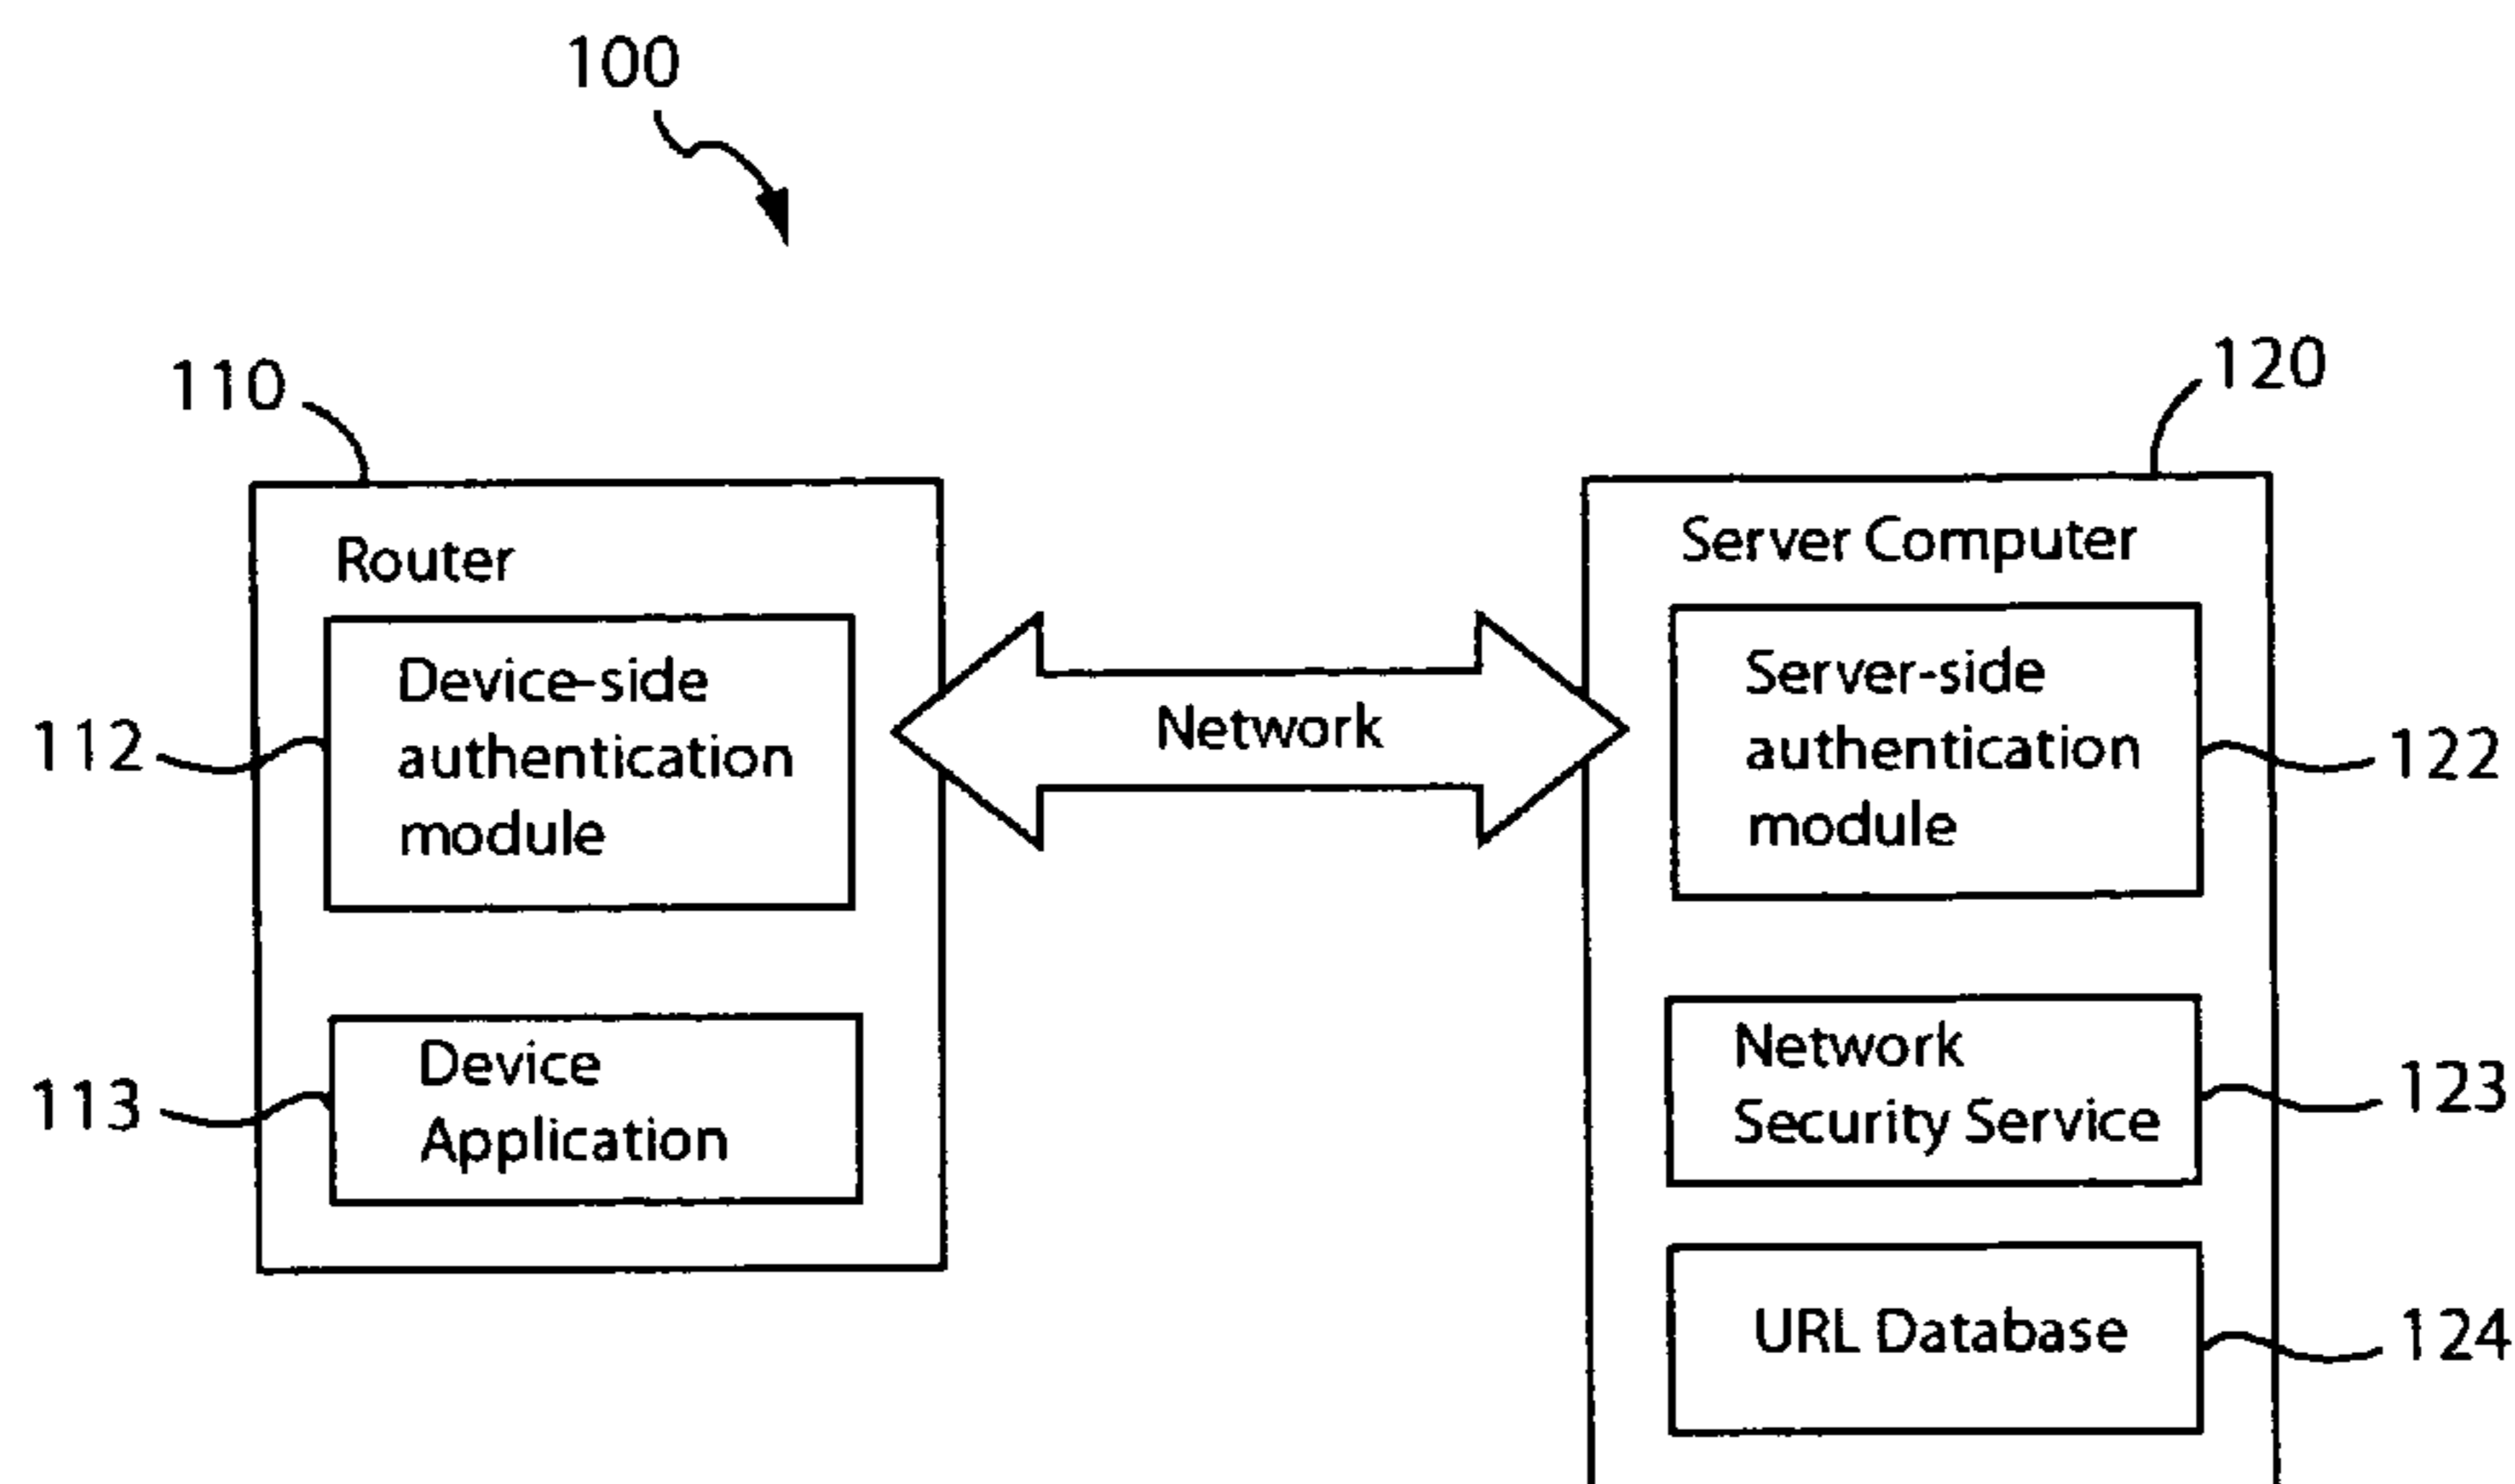 100
110
120
Router
Server Computer
Device-side
authentication
module
112
Network
Server-side
authentication
module
122
Device
Application
113
Network
Security Service
123
URL Database
124